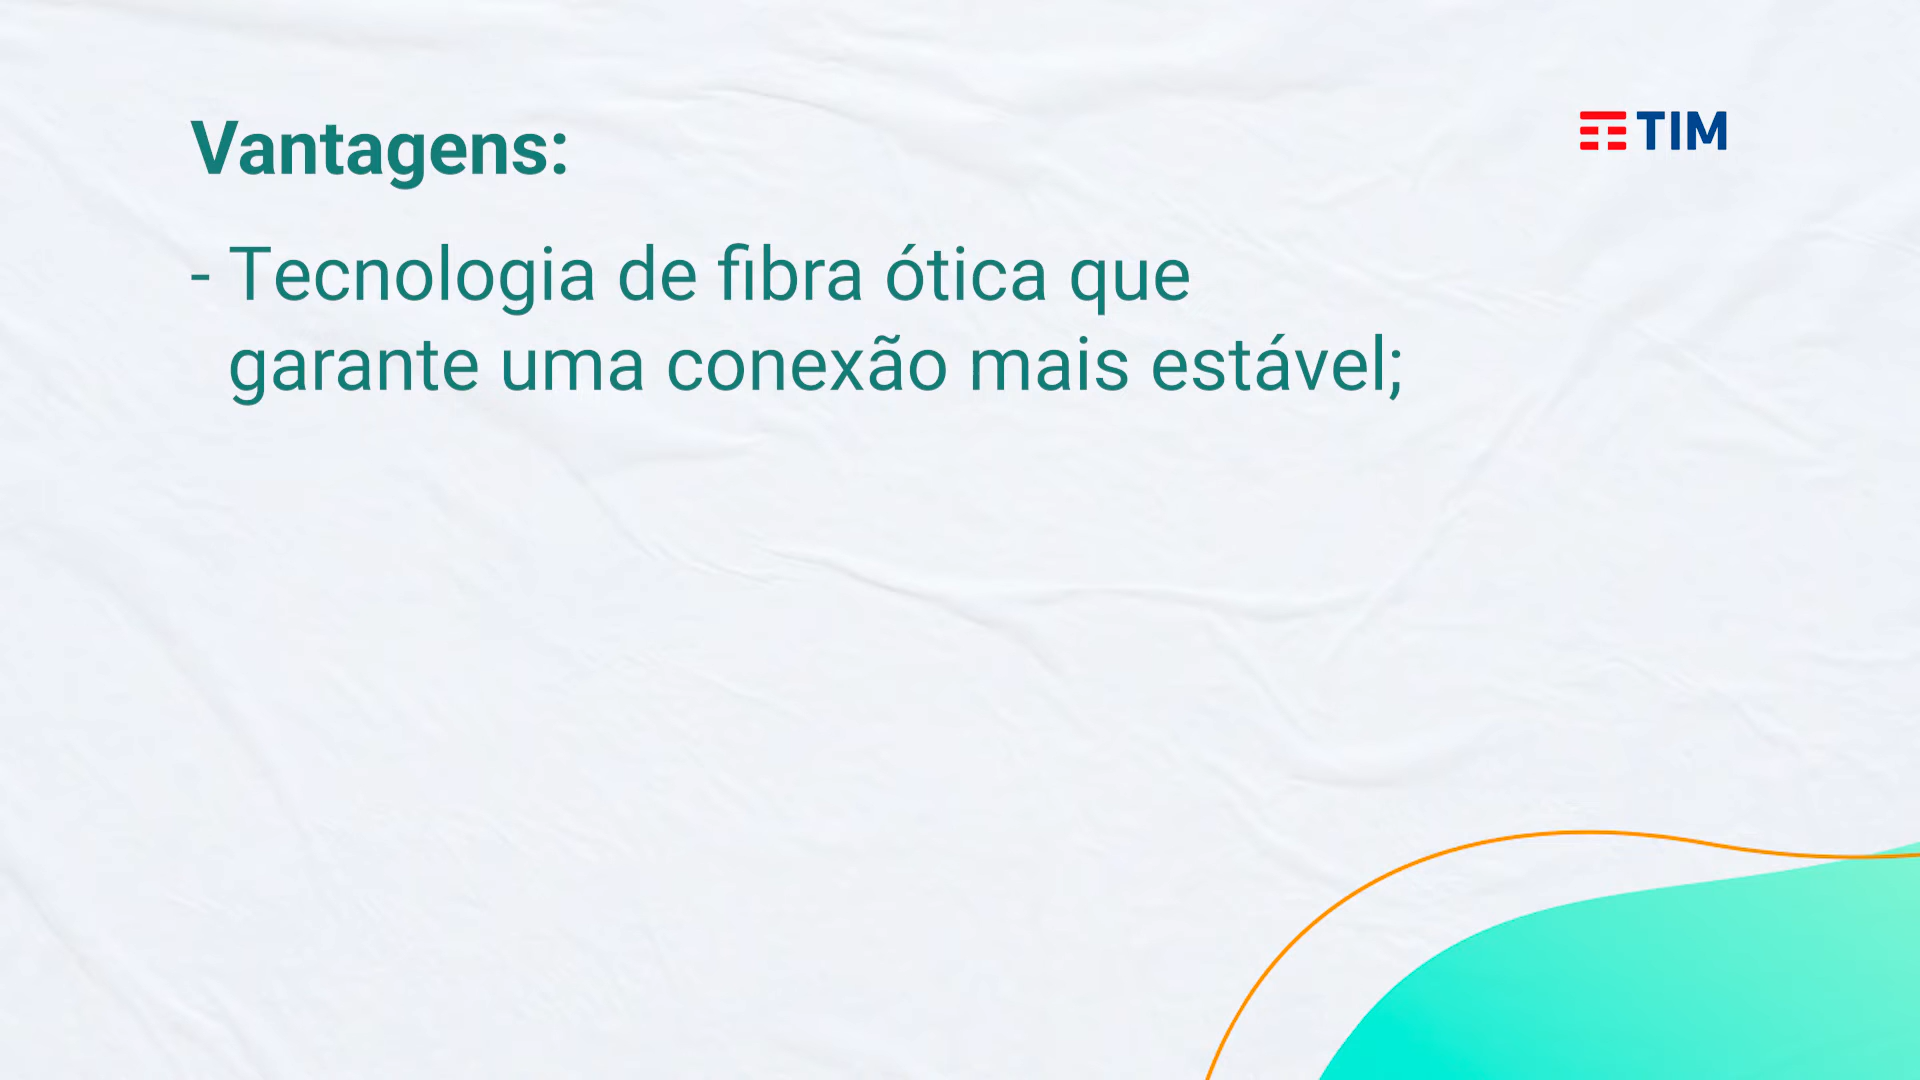 Vantagens:
TIM
- Tecnologia de fibra ótica que
garante uma conexão mais estável;